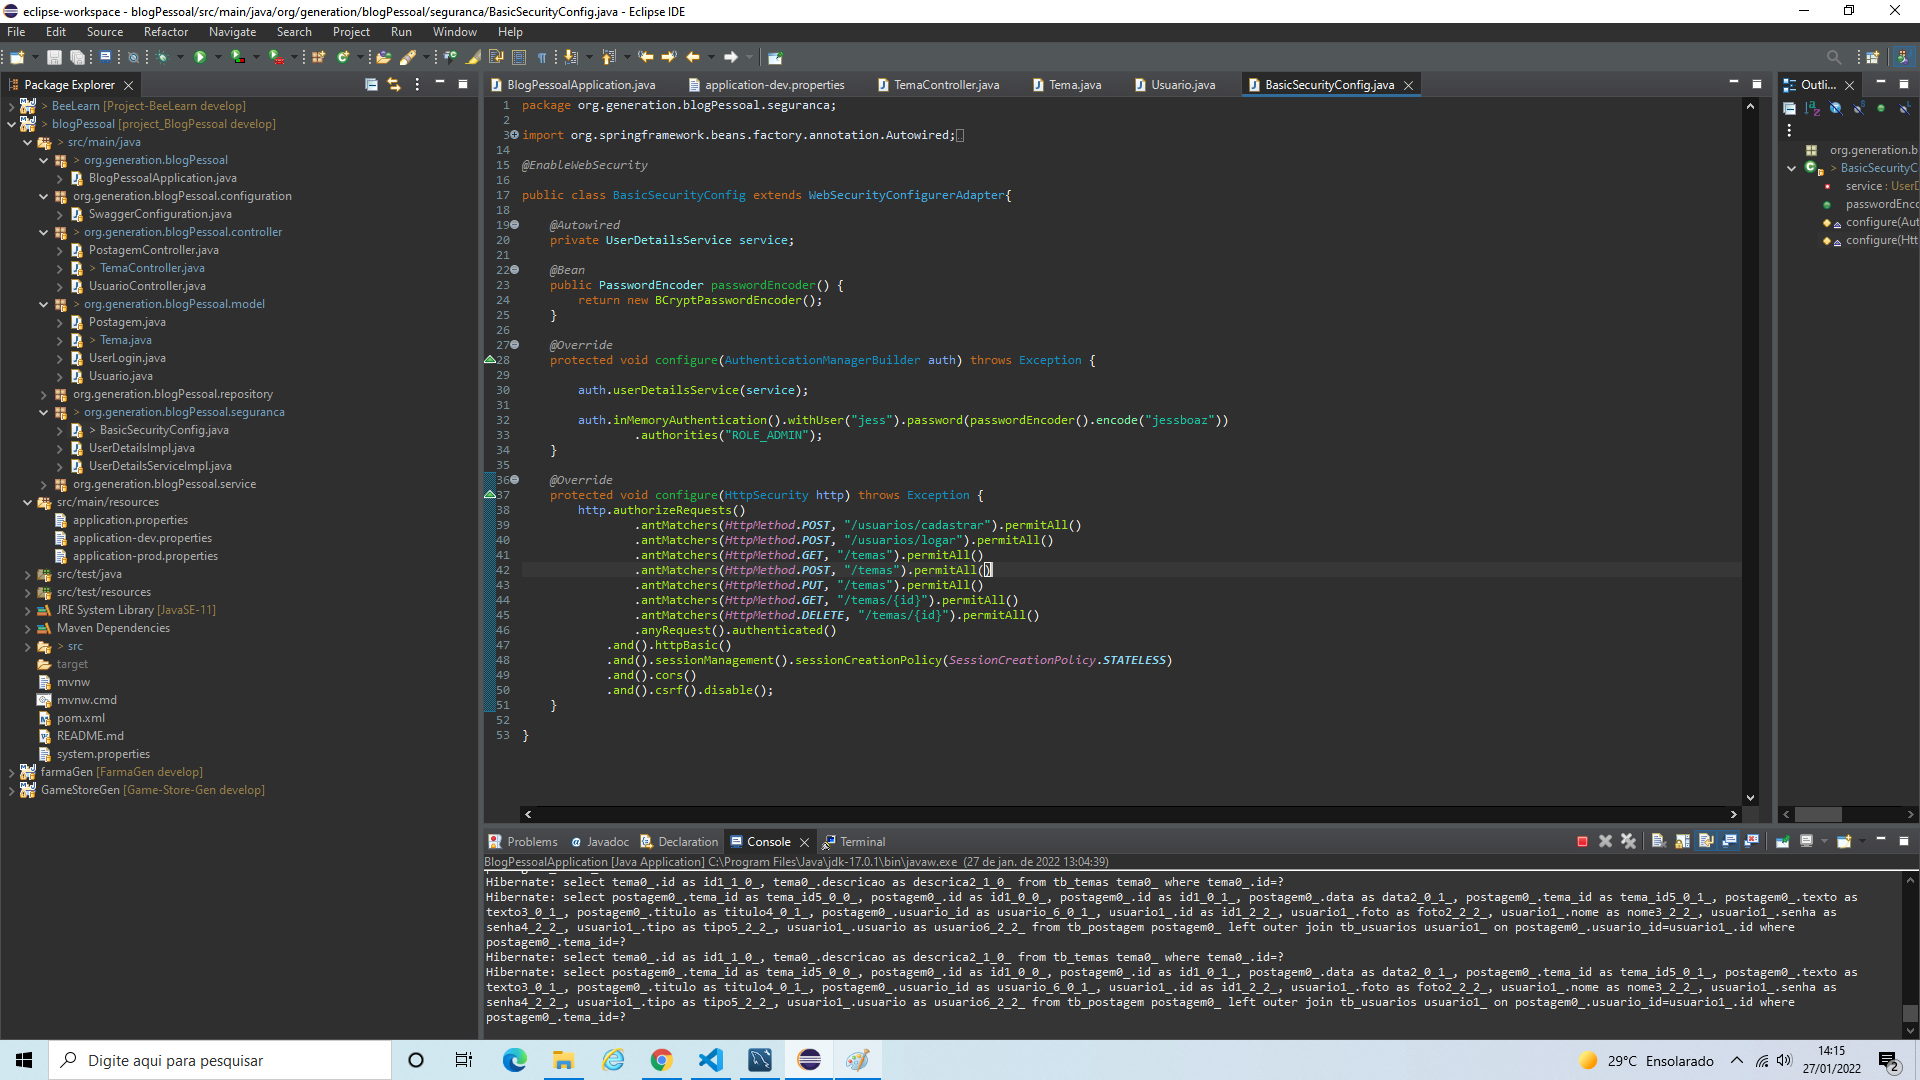 eclipse-workspace - blogPessoal/src/main/java/org/generation/blogPessoal/seguranca/BasicSecurityConfig.java - Eclipse IDE
File Edit Source Refactor Navigate Search Project Run Window Help
Package Explorer
> BeeLearn [Project-BeeLearn develop]
> blogPessoal [project_BlogPessoal develop]
> src/main/java
> org.generation.blogPessoal
BlogPessoalApplication.java
org.generation.blogPessoal.configuration
SwaggerConfiguration.java
> org.generation.blogPessoal.controller
PostagemController.java
> TemaController.java
UsuarioController.java
> org.generation.blogPessoal.model
Postagem.java
> Tema.java
UserLogin.java
Usuario.java
org.generation.blogPessoal.repository
> org.generation.blogPessoal.seguranca
> BasicSecurityConfig.java
UserDetailsImpl.java
UserDetailsServiceImpl.java
org.generation.blogPessoal.service
src/main/resources
application.properties
application-dev.properties
application-prod.properties
src/test/java
src/test/resources
JRE System Library [JavaSE-11]
Maven Dependencies
> src
target
mvnw
mvnw.cmd
pom.xml
README.md
system.properties
farmaGen [FarmaGen develop]
GameStoreGen [Game-Store-Gen develop]
BlogPessoalApplication.java application-dev.properties TemaController.java Tema.java Usuario.java BasicSecurityConfig.java
1 package org.generation.blogPessoal.seguranca;
2
3 import org.springframework.beans.factory.annotation.Autowired;
14
15 @EnableWebSecurity
16
17 public class BasicSecurityConfig extends WebSecurityConfigurerAdapter{
18
19 @Autowired
20 private UserDetailsService service;
21
22 @Bean
23 public PasswordEncoder passwordEncoder() {
24 return new BCryptPasswordEncoder();
25 }
26
27 @Override
28 protected void configure(AuthenticationManagerBuilder auth) throws Exception {
29
30 auth.userDetailsService(service);
31
32 auth.inMemoryAuthentication().withUser("jess").password(passwordEncoder().encode("jessboaz"))
33 .authorities("ROLE_ADMIN");
34 }
35
36 @Override
37 protected void configure(HttpSecurity http) throws Exception {
38 http.authorizeRequests()
39 .antMatchers(HttpMethod.POST, "/usuarios/cadastrar").permitAll()
40 .antMatchers(HttpMethod.POST, "/usuarios/logar").permitAll()
41 .antMatchers(HttpMethod.GET, "/temas").permitAll()
42 .antMatchers(HttpMethod.POST, "/temas").permitAll()
43 .antMatchers(HttpMethod.PUT, "/temas").permitAll()
44 .antMatchers(HttpMethod.GET, "/temas/{id}").permitAll()
45 .antMatchers(HttpMethod.DELETE, "/temas/{id}").permitAll()
46 .anyRequest().authenticated()
47 .and().httpBasic()
48 .and().sessionManagement().sessionCreationPolicy(SessionCreationPolicy.STATELESS)
49 .and().cors()
50 .and().csrf().disable();
51 }
52
53 }
Outli...
org.generation.b
> BasicSecurityC
service : UserD
passwordEnco
configure(Aut
configure(Htt
Problems Javadoc Declaration Console Terminal
BlogPessoalApplication [Java Application] C:\Program Files\Java\jdk-17.0.1\bin\javaw.exe (27 de jan. de 2022 13:04:39)
Hibernate: select tema0_.id as id1_1_0_, tema0_.descricao as descrica2_1_0_ from tb_temas tema0_ where tema0_.id=?
Hibernate: select postagem0_.tema_id as tema_id5_0_0_, postagem0_.id as id1_0_0_, postagem0_.id as id1_0_1_, postagem0_.data as data2_0_1_, postagem0_.tema_id as tema_id5_0_1_, postagem0_.texto as
texto3_0_1_, postagem0_.titulo as titulo4_0_1_, postagem0_.usuario_id as usuario_6_0_1_, usuario1_.id as id1_2_2_, usuario1_.foto as foto2_2_2_, usuario1_.nome as nome3_2_2_, usuario1_.senha as
senha4_2_2_, usuario1_.tipo as tipo5_2_2_, usuario1_.usuario as usuario6_2_2_ from tb_postagem postagem0_ left outer join tb_usuarios usuario1_ on postagem0_.usuario_id=usuario1_.id where
postagem0_.tema_id=?
Hibernate: select tema0_.id as id1_1_0_, tema0_.descricao as descrica2_1_0_ from tb_temas tema0_ where tema0_.id=?
Hibernate: select postagem0_.tema_id as tema_id5_0_0_, postagem0_.id as id1_0_0_, postagem0_.id as id1_0_1_, postagem0_.data as data2_0_1_, postagem0_.tema_id as tema_id5_0_1_, postagem0_.texto as
texto3_0_1_, postagem0_.titulo as titulo4_0_1_, postagem0_.usuario_id as usuario_6_0_1_, usuario1_.id as id1_2_2_, usuario1_.foto as foto2_2_2_, usuario1_.nome as nome3_2_2_, usuario1_.senha as
senha4_2_2_, usuario1_.tipo as tipo5_2_2_, usuario1_.usuario as usuario6_2_2_ from tb_postagem postagem0_ left outer join tb_usuarios usuario1_ on postagem0_.usuario_id=usuario1_.id where
postagem0_.tema_id=?
Digite aqui para pesquisar
29°C Ensolarado
14:15
27/01/2022
2